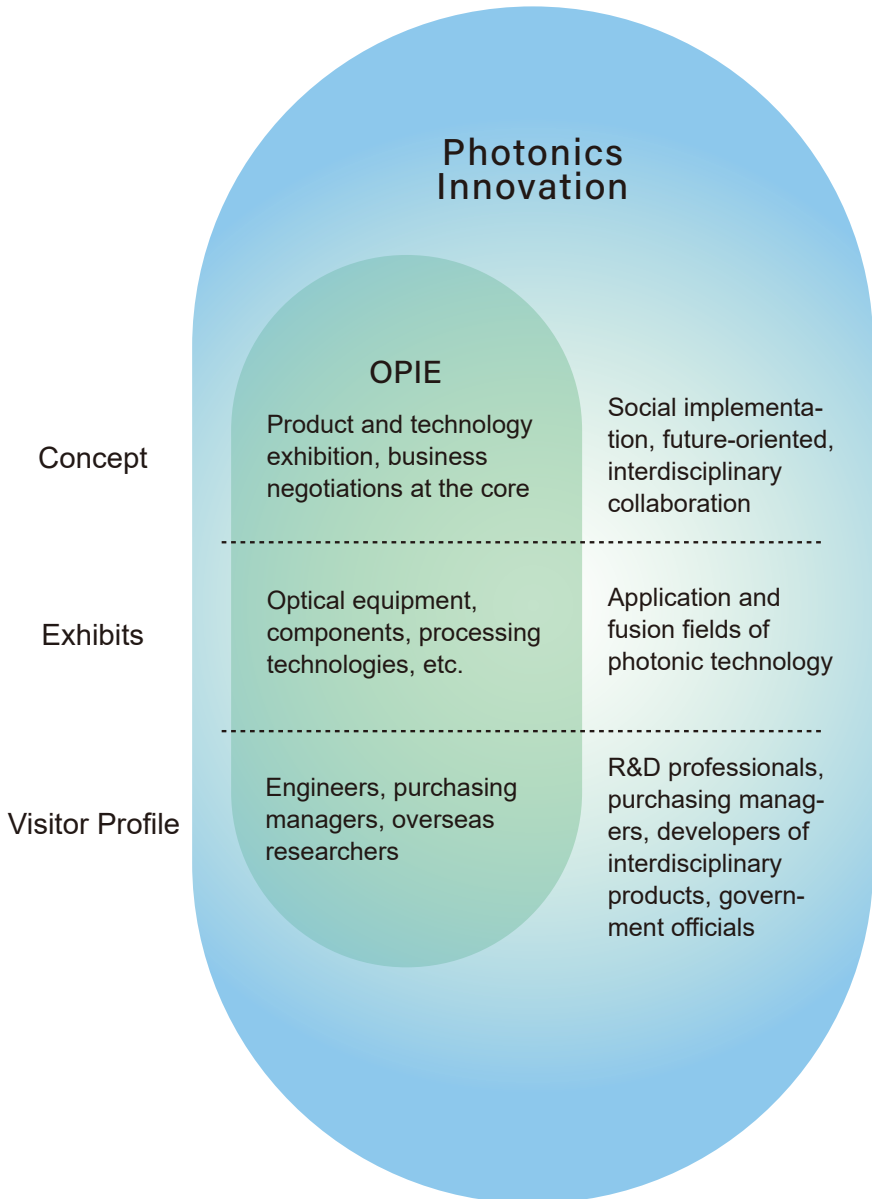 Photonics
Innovation
OPIE
Concept
Product and technology
exhibition, business
negotiations at the core
Social implementa-
tion, future-oriented,
interdisciplinary
collaboration
Exhibits
Optical equipment,
components, processing
technologies, etc.
Application and
fusion fields of
photonic technology
Visitor Profile
Engineers, purchasing
managers, overseas
researchers
R&D professionals,
purchasing manag-
ers, developers of
interdisciplinary
products, govern-
ment officials